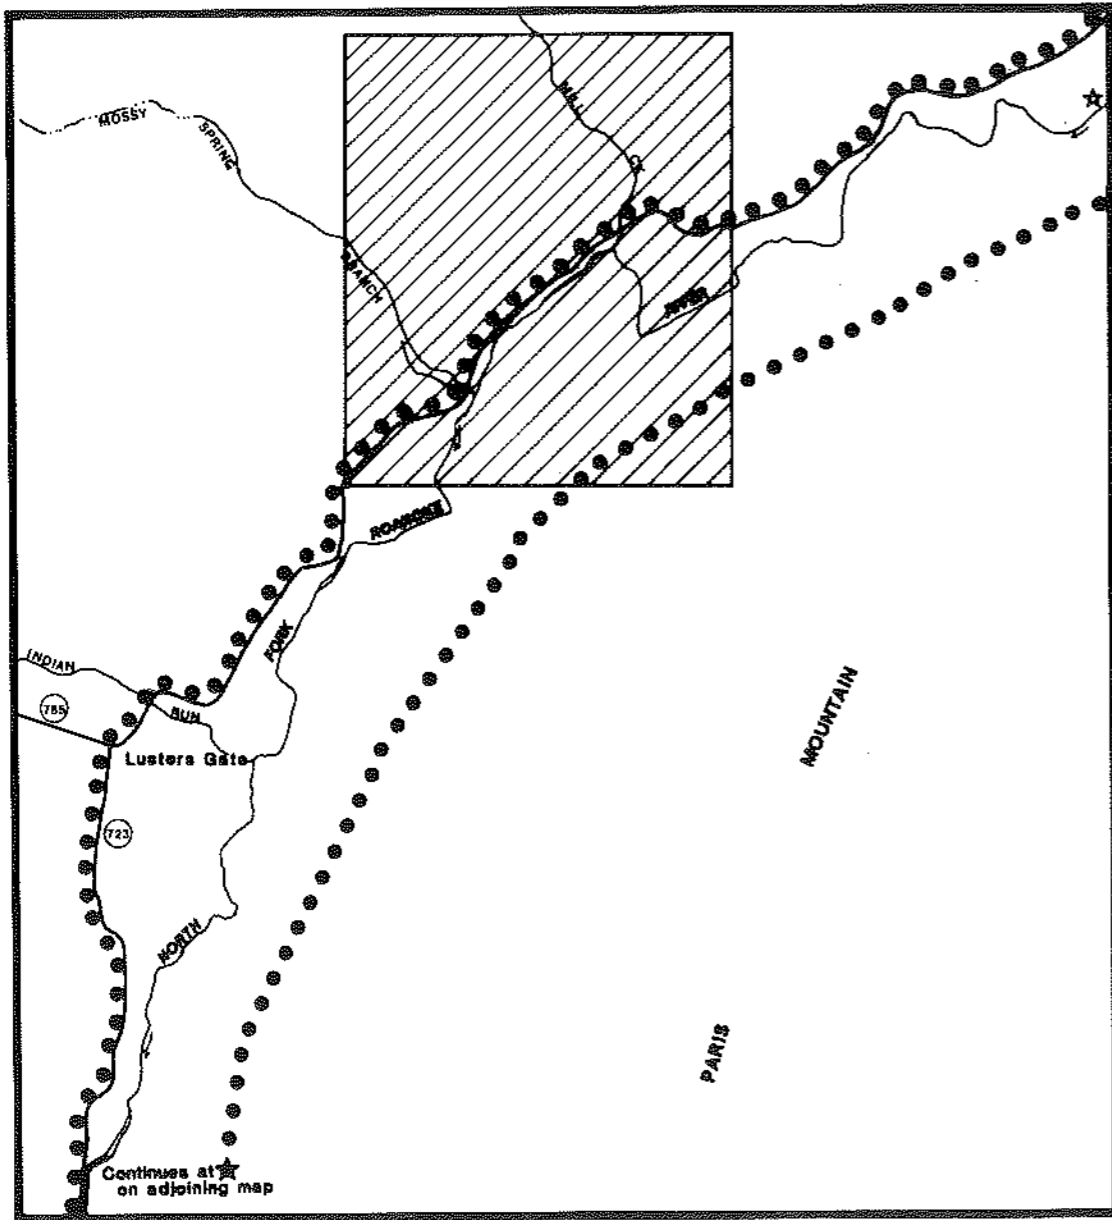 MOSSY
SPRING
BRANCH
MILL
CK
RIVER
ROANOKE
FORK
INDIAN
785
RUN
Lusters Gate
723
NORTH
MOUNTAIN
PARIS
Continues at
on adjoining map